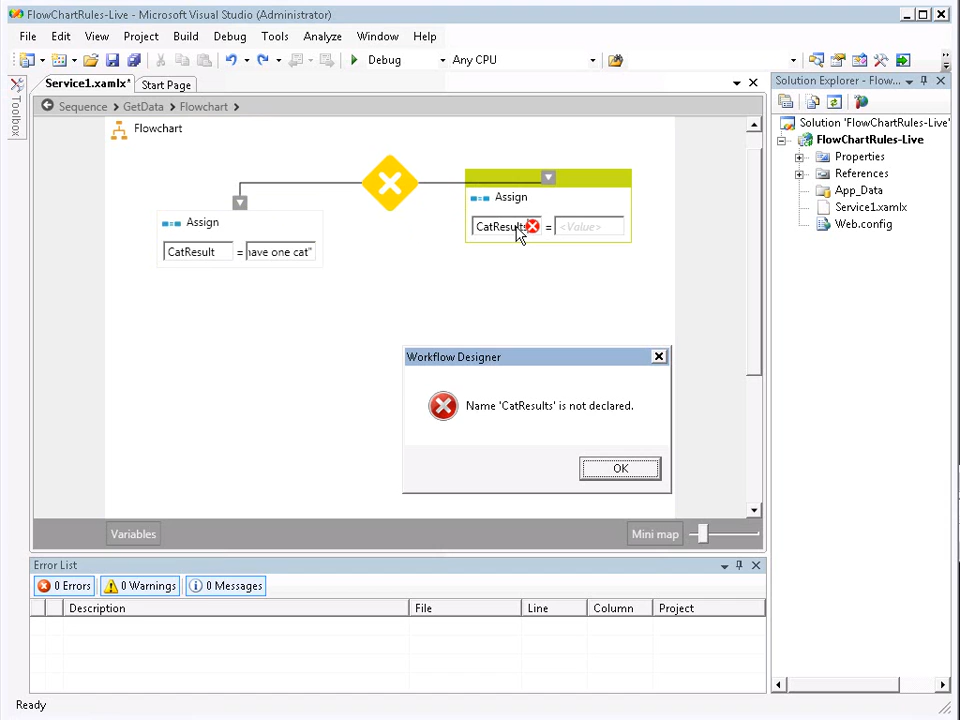 FlowChartRules-Live - Microsoft Visual Studio (Administrator)
File Edit View Project Build Debug Tools Analyze Window Help
Debug Any CPU
Service1.xamlx* Start Page
Toolbox
Sequence GetData Flowchart
Flowchart
Assign
CatResults = <Value>
Assign
CatResult = have one cat"
Workflow Designer
Name 'CatResults' is not declared.
OK
Variables Mini map
Solution Explorer - Flow...
Solution 'FlowChartRules-Live'
FlowChartRules-Live
Properties
References
App_Data
Service1.xamlx
Web.config
Error List
0 Errors 0 Warnings 0 Messages
Description File Line Column Project
Ready